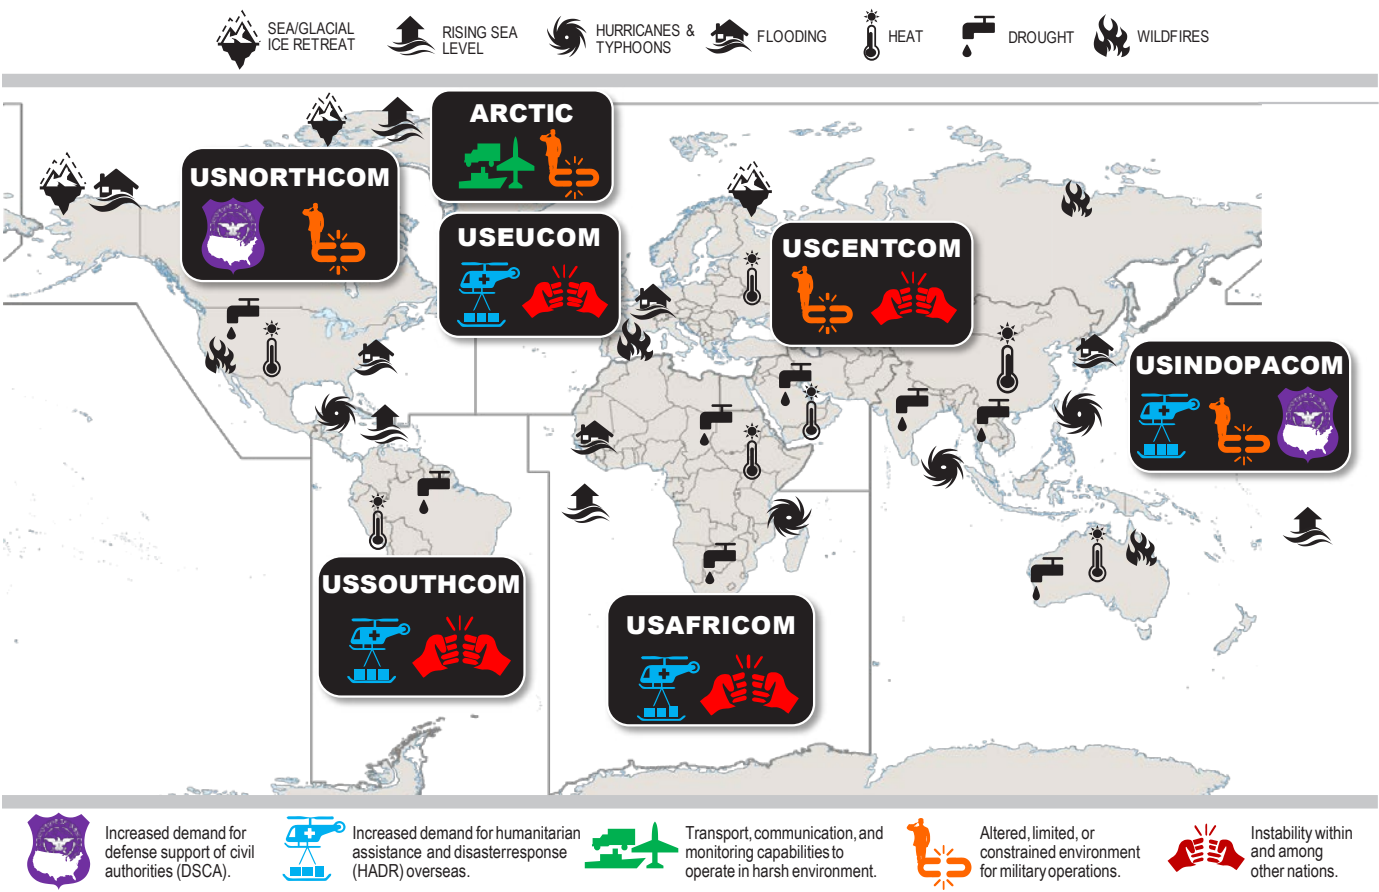 SEA/GLACIAL
ICE RETREAT
RISING SEA
LEVEL
HURRICANES &
TYPHOONS
FLOODING
HEAT
DROUGHT
WILDFIRES
ARCTIC
USNORTHCOM
USEUCOM
USCENTCOM
USINDOPACOM
USSOUTHCOM
USAFRICOM
Increased demand for
defense support of civil
authorities (DSCA).
Increased demand for humanitarian
assistance and disasterresponse
(HADR) overseas.
Transport, communication, and
monitoring capabilities to
operate in harsh environment.
Altered, limited, or
constrained environment
for military operations.
Instability within
and among
other nations.